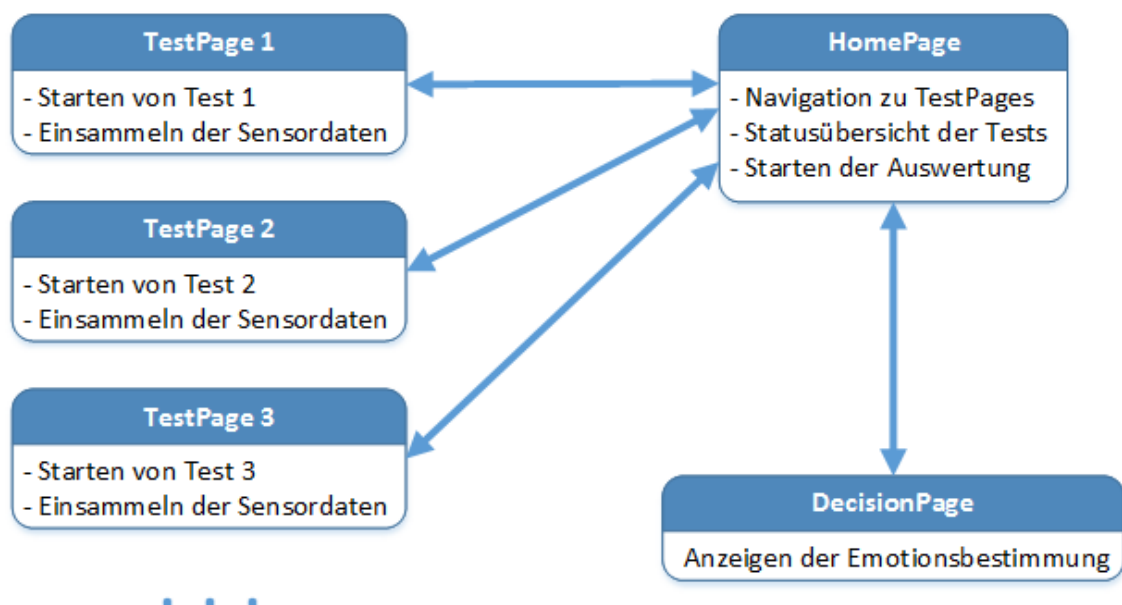 TestPage 1
- Starten von Test 1
- Einsammeln der Sensordaten
HomePage
- Navigation zu TestPages
- Statusübersicht der Tests
- Starten der Auswertung
TestPage 2
- Starten von Test 2
- Einsammeln der Sensordaten
TestPage 3
- Starten von Test 3
- Einsammeln der Sensordaten
DecisionPage
Anzeigen der Emotionsbestimmung